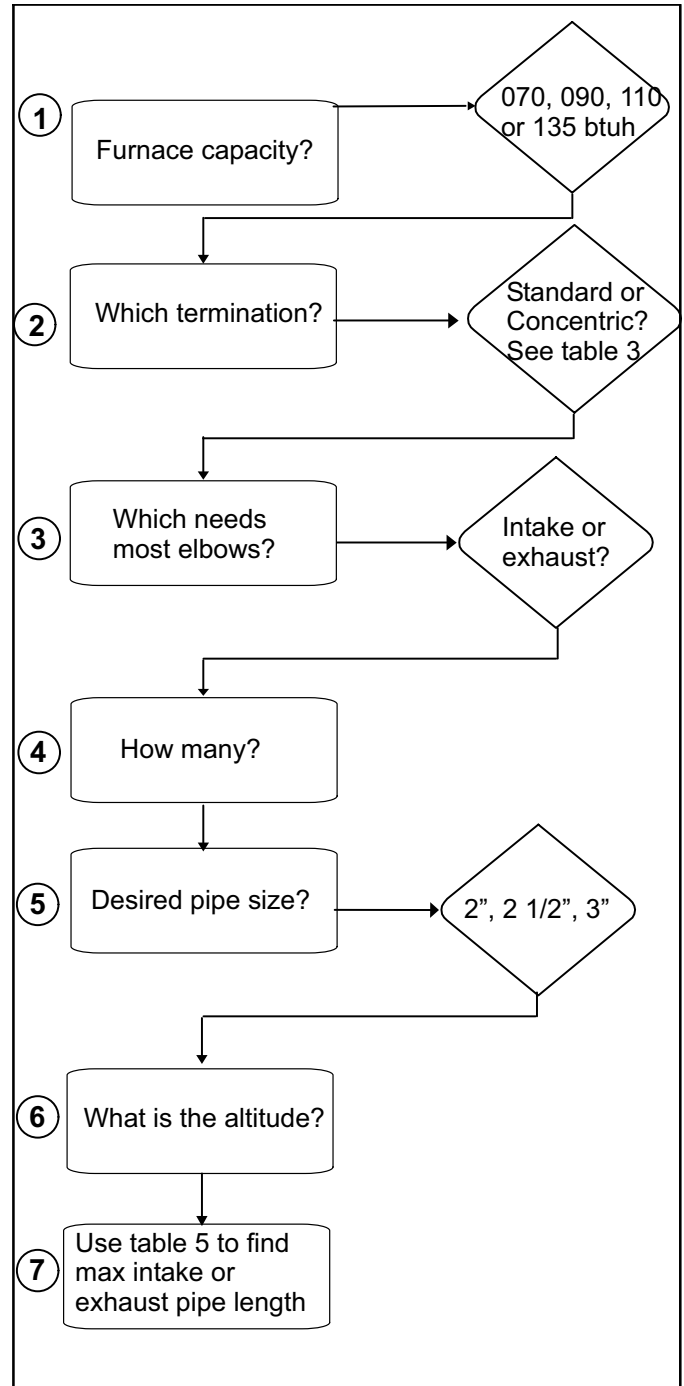 1
Furnace capacity?
070, 090, 110
or 135 btuh
2
Which termination?
Standard or
Concentric?
See table 3
3
Which needs
most elbows?
Intake or
exhaust?
4
How many?
5
Desired pipe size?
2”, 2 1/2”, 3”
6
What is the altitude?
7
Use table 5 to find
max intake or
exhaust pipe length